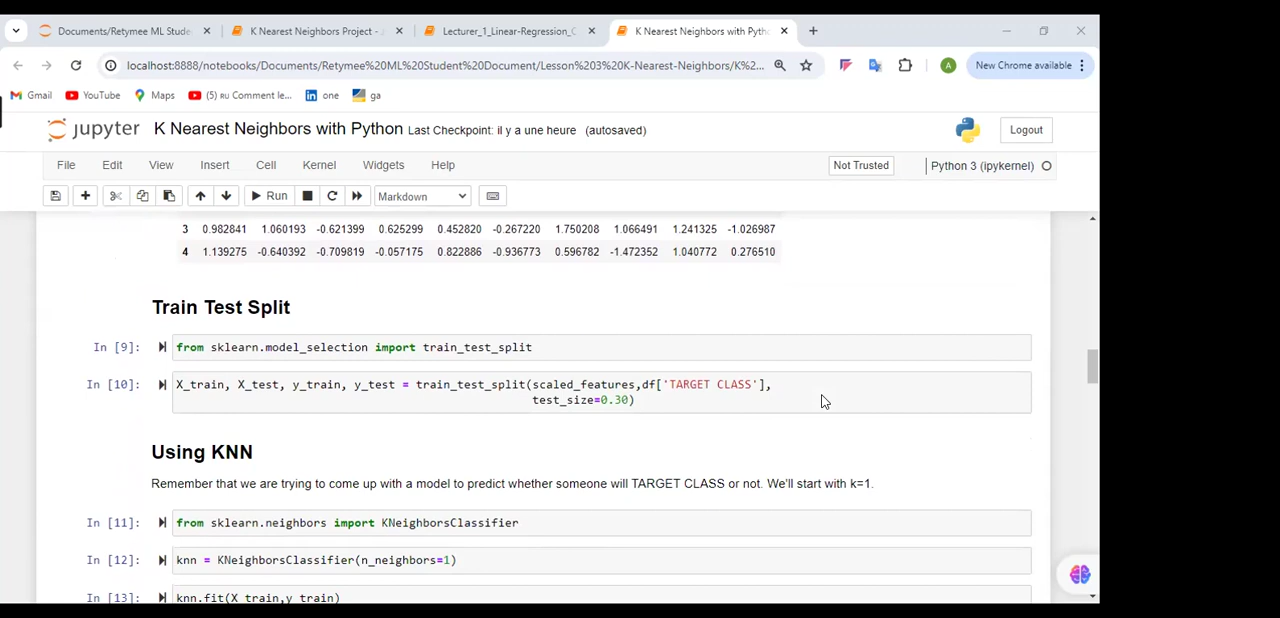 Documents/Retymee ML Stude
K Nearest Neighbors Project - J
Lecturer_1_Linear-Regression_C
K Nearest Neighbors with Pytho
localhost:8888/notebooks/Documents/Retymee%20ML%20Student%20Document/Lesson%203%20K-Nearest-Neighbors/K%2...
A
New Chrome available
Gmail
YouTube
Maps
(5) RU Comment le...
one
ga
jupyter
K Nearest Neighbors with Python Last Checkpoint: il y a une heure (autosaved)
Logout
File Edit View Insert Cell Kernel Widgets Help
Not Trusted
Python 3 (ipykernel)
Run
Markdown
3 0.982841 1.060193 -0.621399 0.625299 0.452820 -0.267220 1.750208 1.066491 1.241325 -1.026987
4 1.139275 -0.640392 -0.709819 -0.057175 0.822886 -0.936773 0.596782 -1.472352 1.040772 0.276510
Train Test Split
In [9]: from sklearn.model_selection import train_test_split
In [10]: X_train, X_test, y_train, y_test = train_test_split(scaled_features,df['TARGET CLASS'],
test_size=0.30)
Using KNN
Remember that we are trying to come up with a model to predict whether someone will TARGET CLASS or not. We'll start with k=1.
In [11]: from sklearn.neighbors import KNeighborsClassifier
In [12]: knn = KNeighborsClassifier(n_neighbors=1)
In [13]: knn.fit(X_train,y_train)